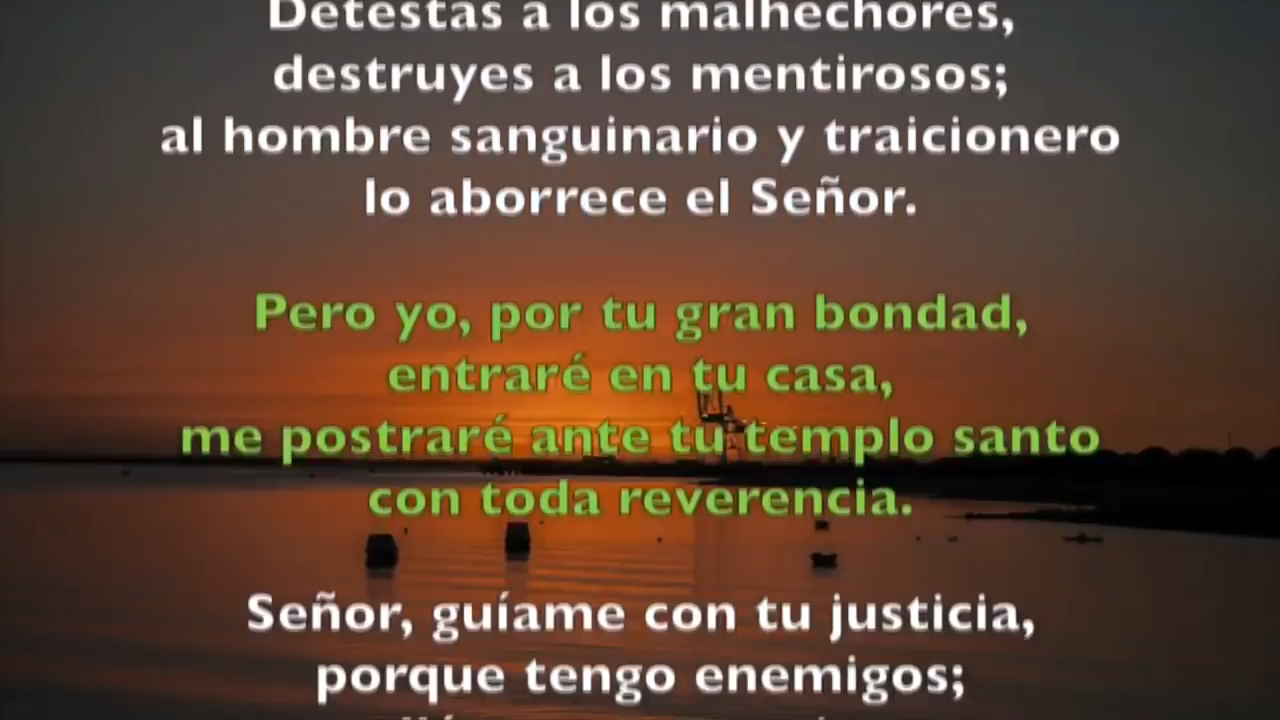 Detestas a los malhechores,
destruyes a los mentirosos;
al hombre sanguinario y traicionero
lo aborrece el Señor.
Pero yo, por tu gran bondad,
entraré en tu casa,
me postraré ante tu templo santo
con toda reverencia.
Señor, guíame con tu justicia,
porque tengo enemigos;